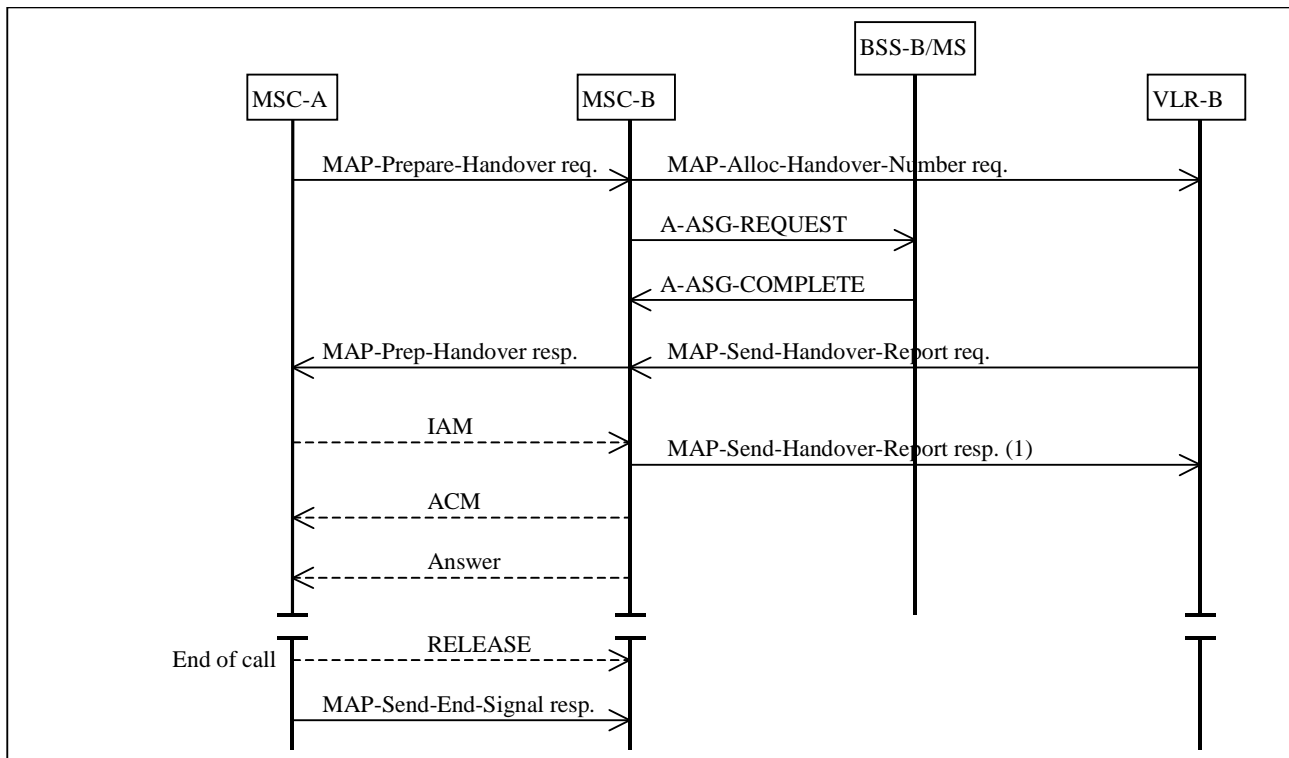 BSS-B/MS
MSC-A
MSC-B
VLR-B
MAP-Prepare-Handover req.
MAP-Alloc-Handover-Number req.
A-ASG-REQUEST
A-ASG-COMPLETE
MAP-Prep-Handover resp.
MAP-Send-Handover-Report req.
IAM
MAP-Send-Handover-Report resp. (1)
ACM
Answer
End of call
RELEASE
MAP-Send-End-Signal resp.